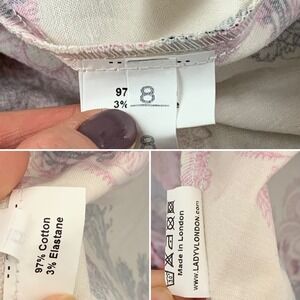 97
3%
8
97% Cotton
3% Elastane
Made in London
www.LADYVLONDON.com